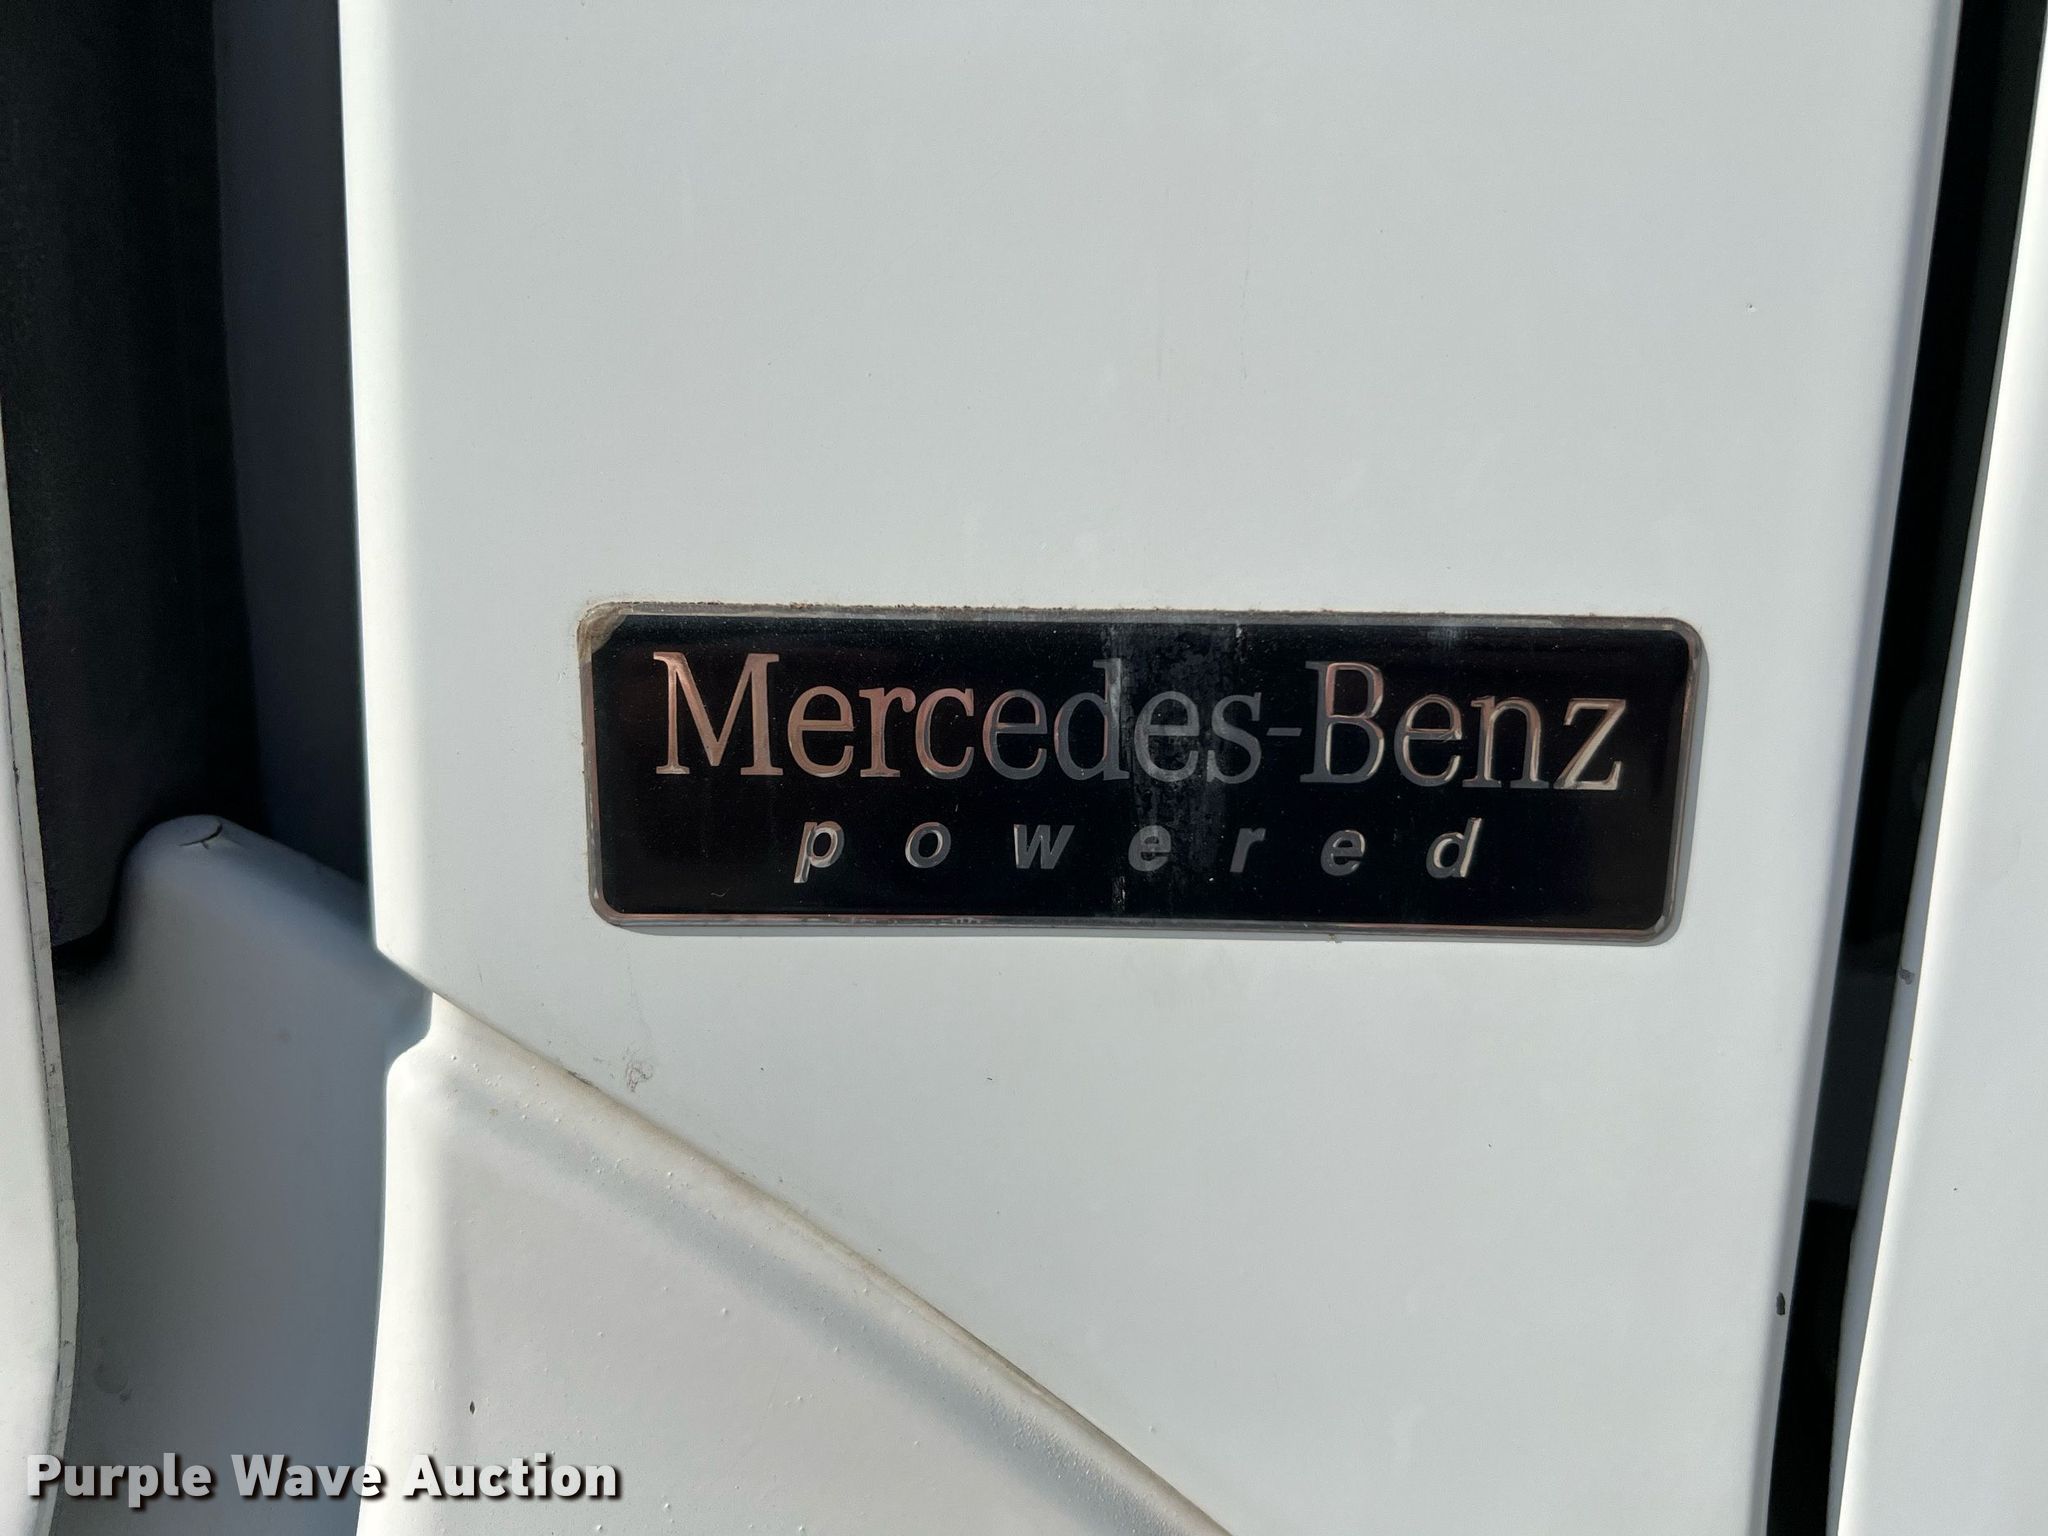 Mercedes-Benz
powered
Purple Wave Auction